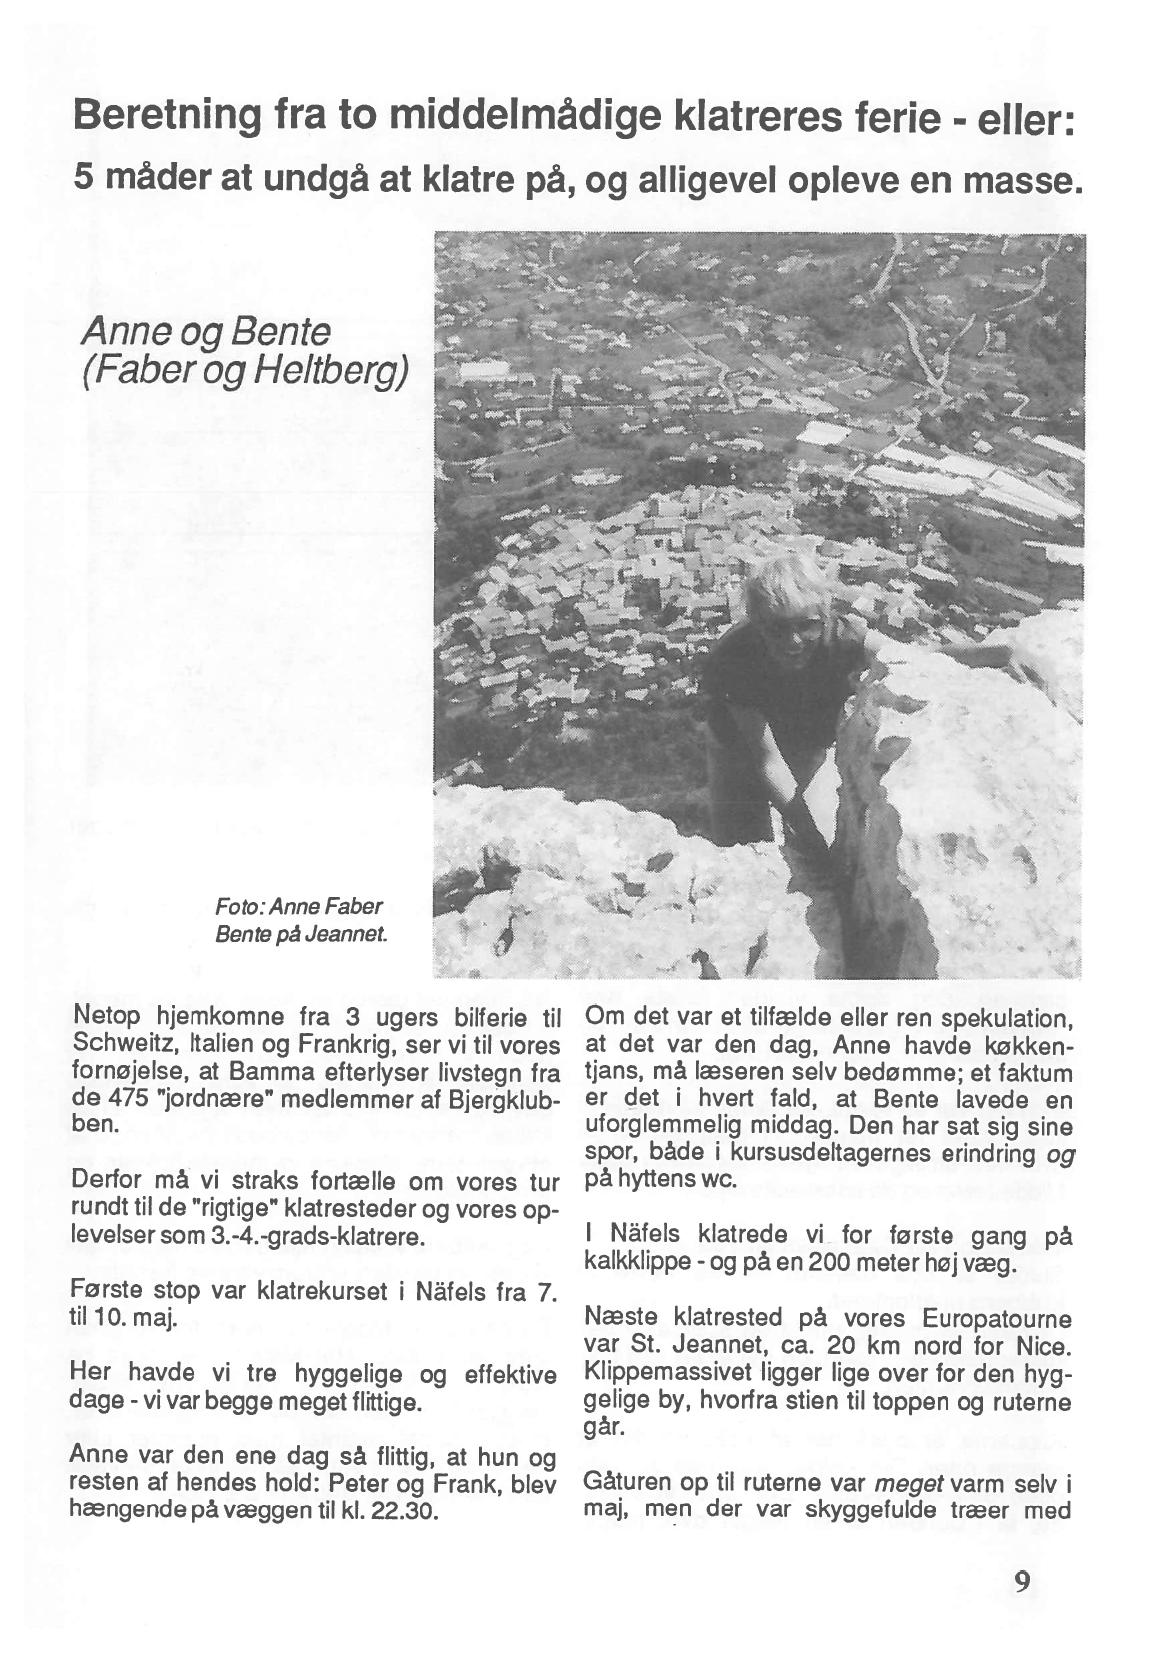 Beretning fra to middelmådige klatreres ferie - eller:
5 måder at undgå at klatre på, og alligevel opleve en masse.
Anne og Bente
(Faber og Heltberg)
Foto: Anne Faber
Bente på Jeannet.
Netop hjemkomne fra 3 ugers bilferie til
Schweitz, Italien og Frankrig, ser vi til vores
fornøjelse, at Bamma efterlyser livstegn fra
de 475 "jordnære" medlemmer af Bjergklub-
ben.
Derfor må vi straks fortælle om vores tur
rundt til de "rigtige" klatresteder og vores op-
levelser som 3.-4.-grads-klatrere.
Første stop var klatrekurset i Näfels fra 7.
til 10. maj.
Her havde vi tre hyggelige og effektive
dage - vi var begge meget flittige.
Anne var den ene dag så flittig, at hun og
resten af hendes hold: Peter og Frank, blev
hængende på væggen til kl. 22.30.
Om det var et tilfælde eller ren spekulation,
at det var den dag, Anne havde køkken-
tjans, må læseren selv bedømme; et faktum
er det i hvert fald, at Bente lavede en
uforglemmelig middag. Den har sat sig sine
spor, både i kursusdeltagernes erindring og
på hyttens wc.
I Näfels klatrede vi for første gang på
kalkklippe - og på en 200 meter høj væg.
Næste klatrested på vores Europatourne
var St. Jeannet, ca. 20 km nord for Nice.
Klippemassivet ligger lige over for den hyg-
gelige by, hvorfra stien til toppen og ruterne
går.
Gåturen op til ruterne var meget varm selv i
maj, men der var skyggefulde træer med
9